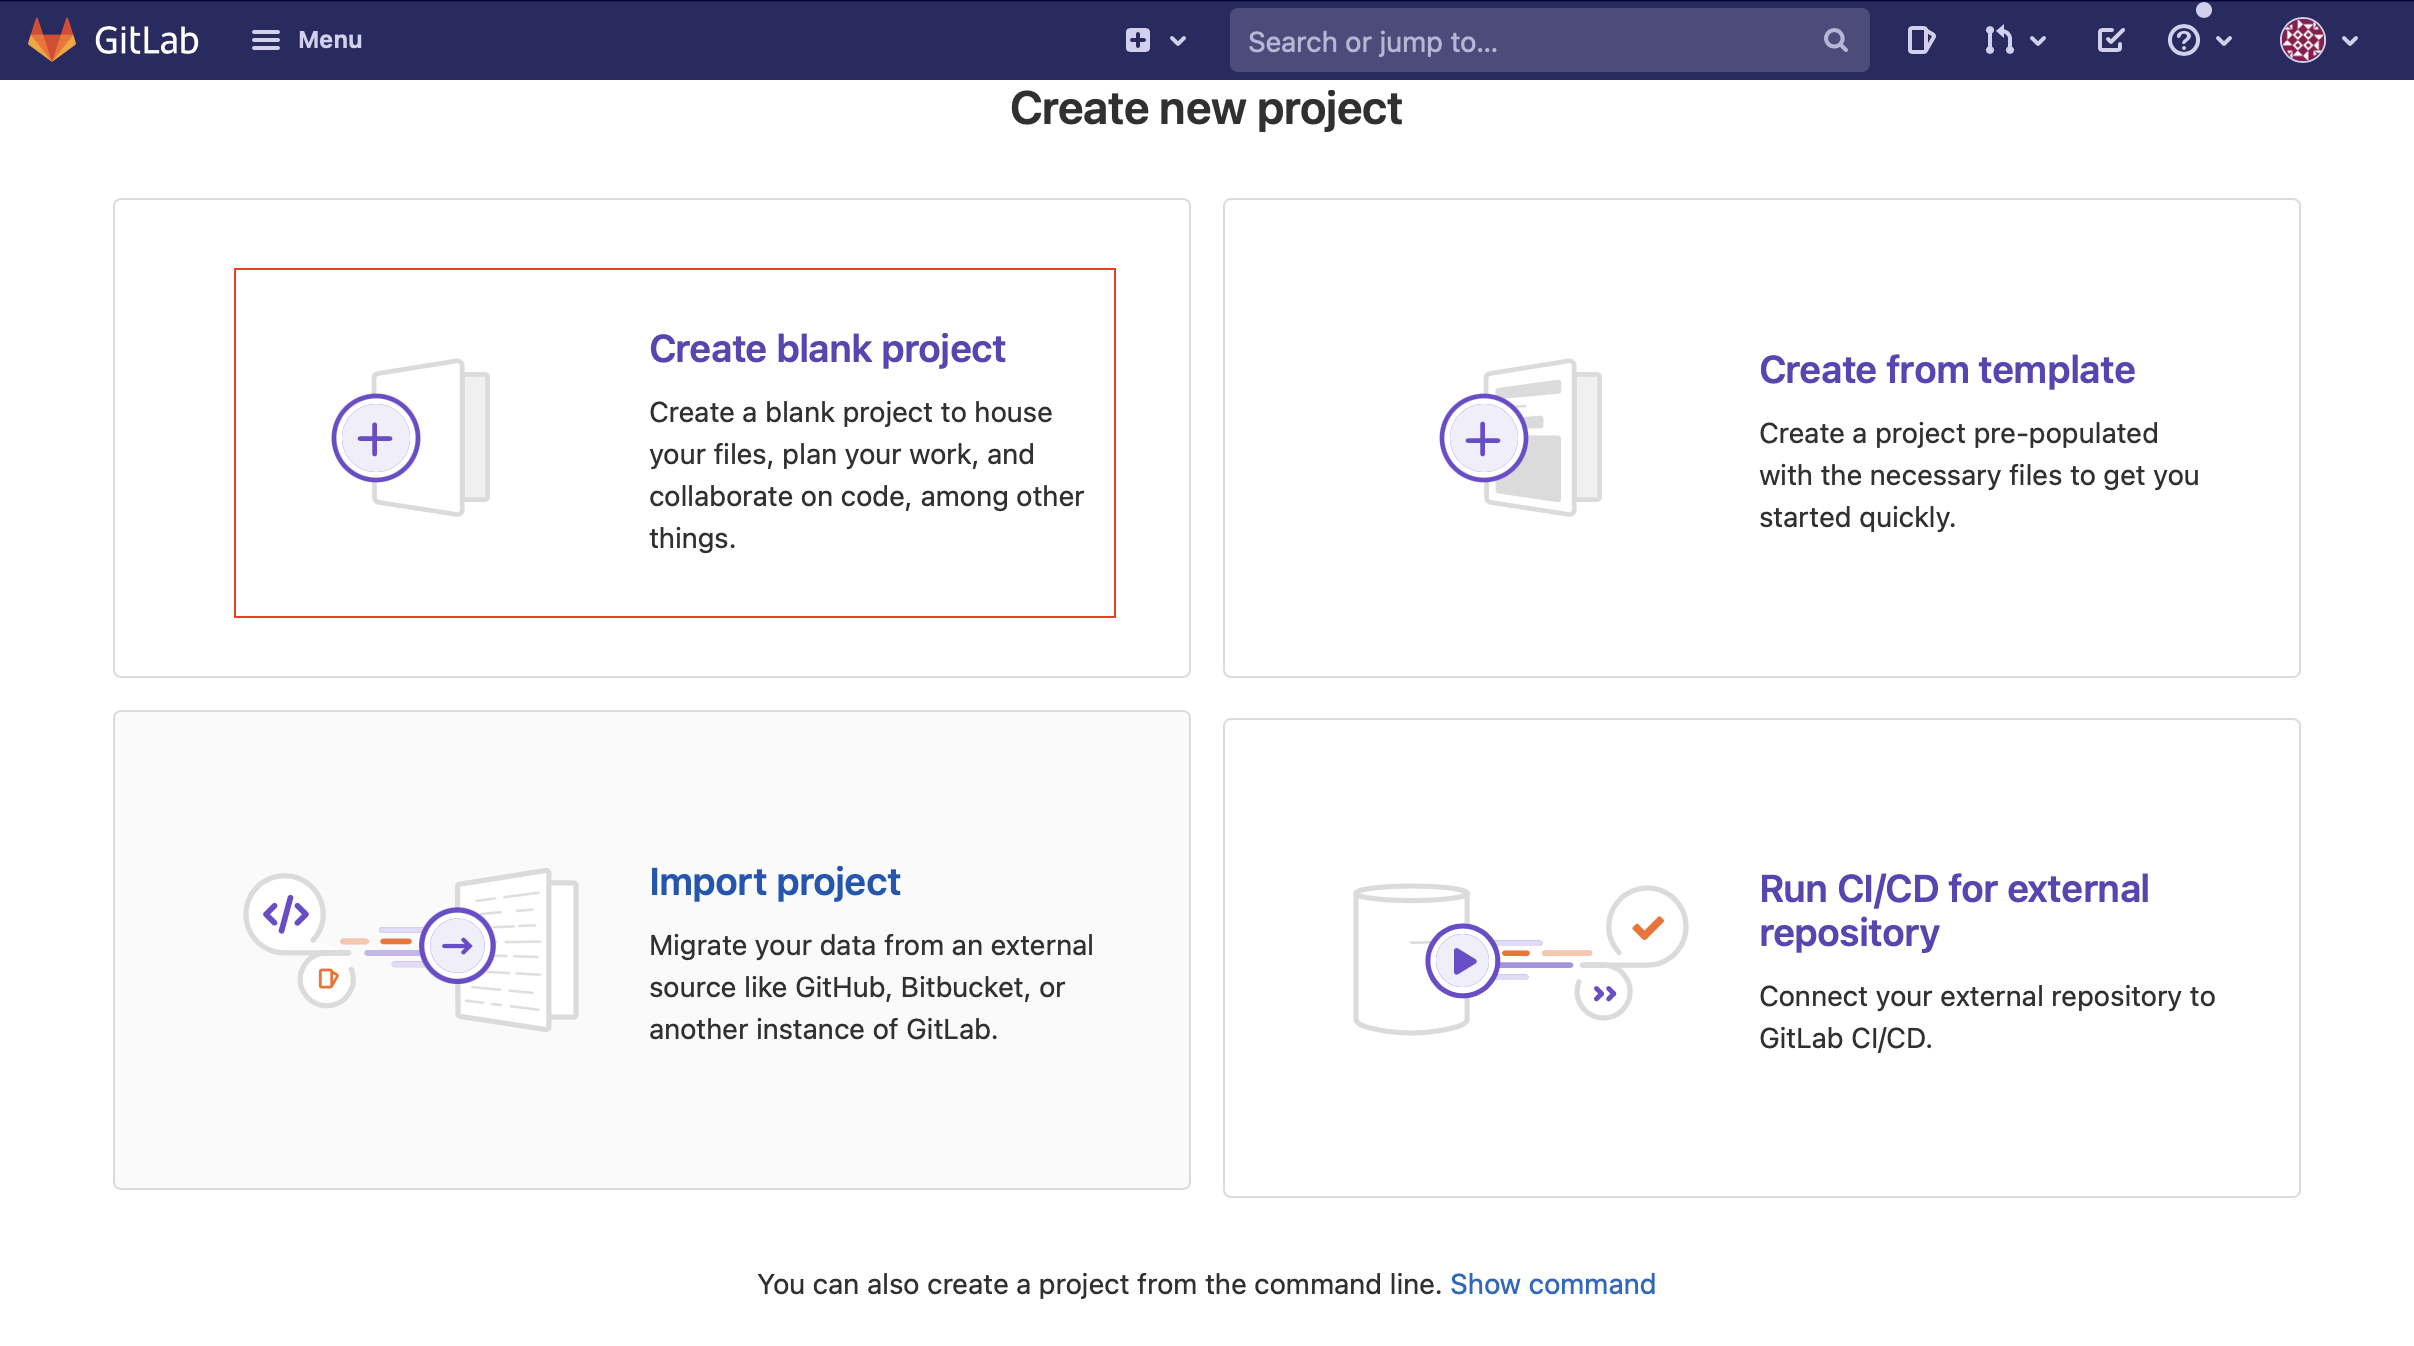 GitLab
Menu
Search or jump to...
Create new project
Create blank project
Create a blank project to house
your files, plan your work, and
collaborate on code, among other
things.
Create from template
Create a project pre-populated
with the necessary files to get you
started quickly.
Import project
Migrate your data from an external
source like GitHub, Bitbucket, or
another instance of GitLab.
Run CI/CD for external
repository
Connect your external repository to
GitLab CI/CD.
You can also create a project from the command line. Show command